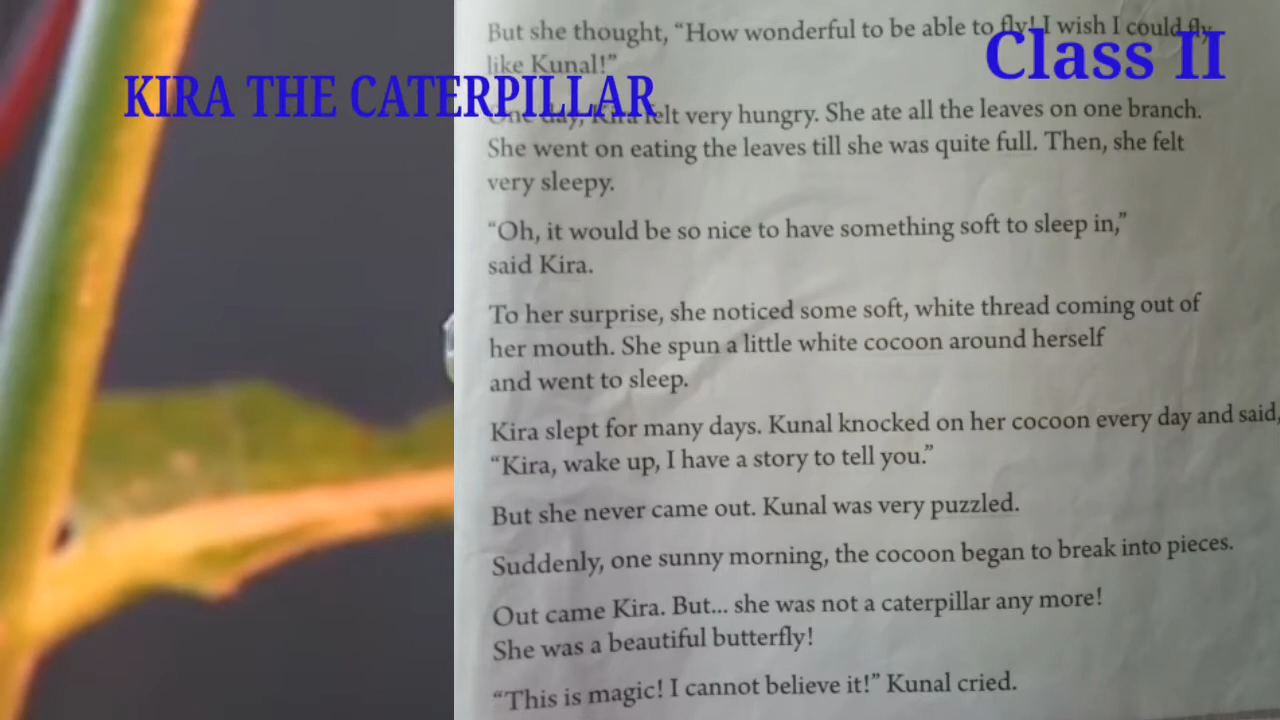 But she thought, “How wonderful to be able to fly! I wish I could fly
like Kunal!”
Class II
KIRA THE CATERPILLAR
One day, Kira felt very hungry. She ate all the leaves on one branch.
She went on eating the leaves till she was quite full. Then, she felt
very sleepy.
“Oh, it would be so nice to have something soft to sleep in,”
said Kira.
To her surprise, she noticed some soft, white thread coming out of
her mouth. She spun a little white cocoon around herself
and went to sleep.
Kira slept for many days. Kunal knocked on her cocoon every day and said,
“Kira, wake up, I have a story to tell you.”
But she never came out. Kunal was very puzzled.
Suddenly, one sunny morning, the cocoon began to break into pieces.
Out came Kira. But... she was not a caterpillar any more!
She was a beautiful butterfly!
“This is magic! I cannot believe it!” Kunal cried.